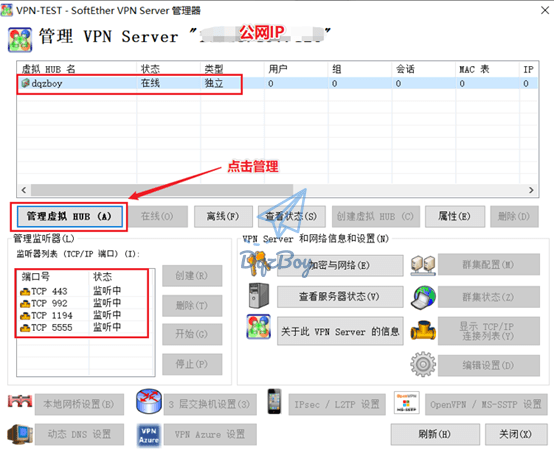 VPN-TEST - SoftEther VPN Server 管理器
管理 VPN Server "
公网IP
"
虚拟 HUB 名 状态 类型 用户 组 会话 MAC 表 IP
dqzboy 在线 独立 0 0 0 0 0
点击管理
管理虚拟 HUB (A) 在线(O) 离线(F) 查看状态(S) 创建虚拟 HUB (C) 属性(E) 删除(D)
管理监听器(L)
监听器列表 (TCP/IP 端口) (I):
端口号 状态
TCP 443 监听中
TCP 992 监听中
TCP 1194 监听中
TCP 5555 监听中
创建(R)
删除(T)
开始(G)
停止(P)
VPN Server 和网络信息和设置(N)
DqzBoy
加密与网络(E) 群集配置(M)
查看服务器状态(V) 群集状态(Z)
关于此 VPN Server 的信息 显示 TCP/IP 连接列表(Y)
编辑设置(D)
本地网桥设置(B) 3 层交换机设置(3) IPsec / L2TP 设置 OpenVPN / MS-SSTP 设置
OpenVPN
MS-SSTP
动态 DNS 设置 VPN Azure VPN Azure 设置 刷新(H) 关闭(X)